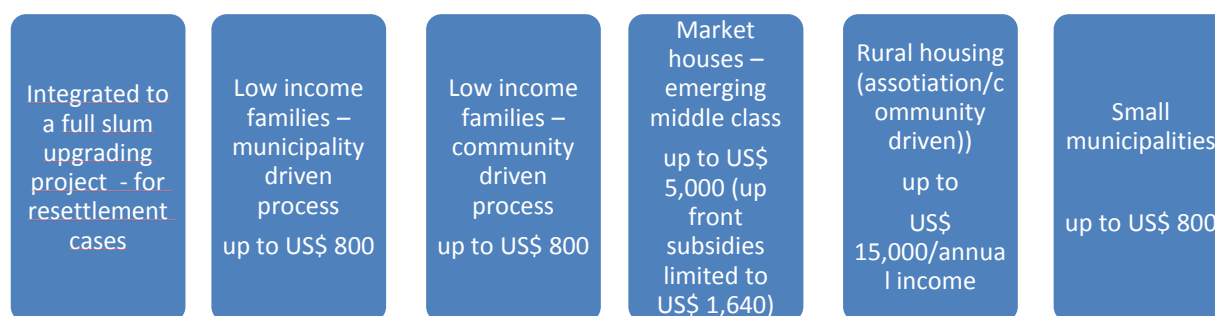 Integrated to
a full slum
upgrading
project  - for
resettlement
cases
Low income
families –
municipality
driven
process
up to US$ 800
Low income
families –
community
driven
process
up to US$ 800
Market
houses –
emerging
middle class
up to US$
5,000 (up
front
subsidies
limited to
US$ 1,640)
Rural housing
(assotiation/c
ommunity
driven))
up to
US$
15,000/annua
l income
Small
municipalities
up to US$ 800